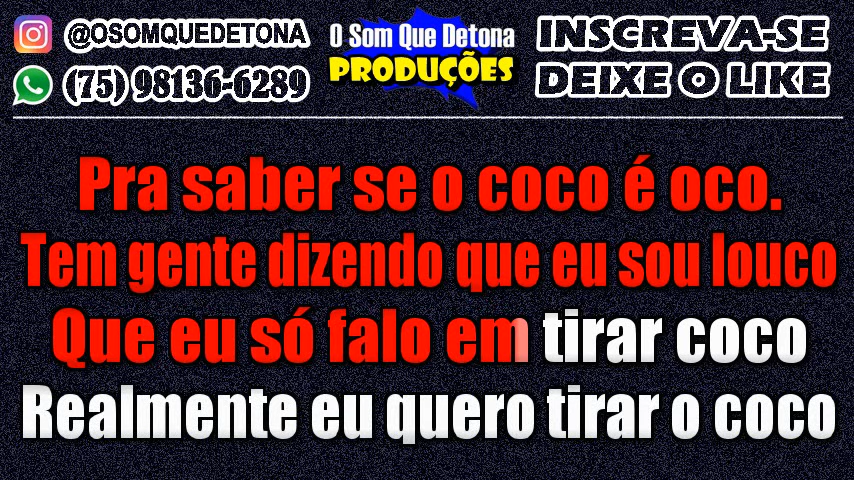 @OSOMQUEDETONA
(75) 98136-6289
O Som Que Detona
PRODUÇÕES
INSCREVA-SE
DEIXE O LIKE
Pra saber se o coco é oco.
Tem gente dizendo que eu sou louco
Que eu só falo em tirar coco
Realmente eu quero tirar o coco